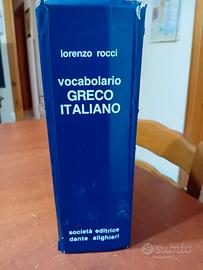 lorenzo rocci
vocabolario
GRECO
ITALIANO
società editrice
dante alighieri
subito